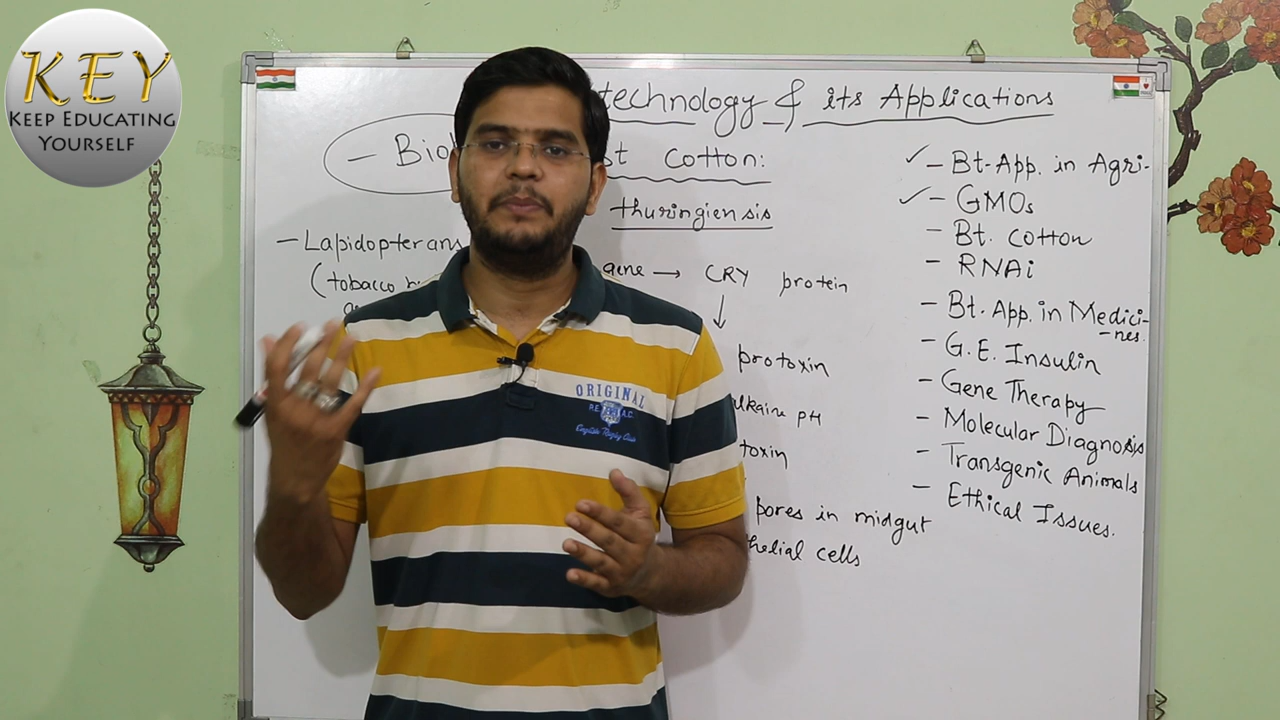 KEY
KEEP EDUCATING
YOURSELF
technology & its Applications
– Bio
st cotton:
thuringiensis
– Lapidopterans
(tobacco b
gene → CRY protein
↓
protoxin
lkaine pH
toxin
pores in midgut
helial cells
✓ – Bt-App. in Agri-
✓ – GMOs
– Bt. cotton
– RNAi
– Bt. App. in Medici-
– nes.
– G.E. Insulin
– Gene Therapy
– Molecular Diagnosis
– Transgenic Animals
– Ethical Issues.
ORIGINAL